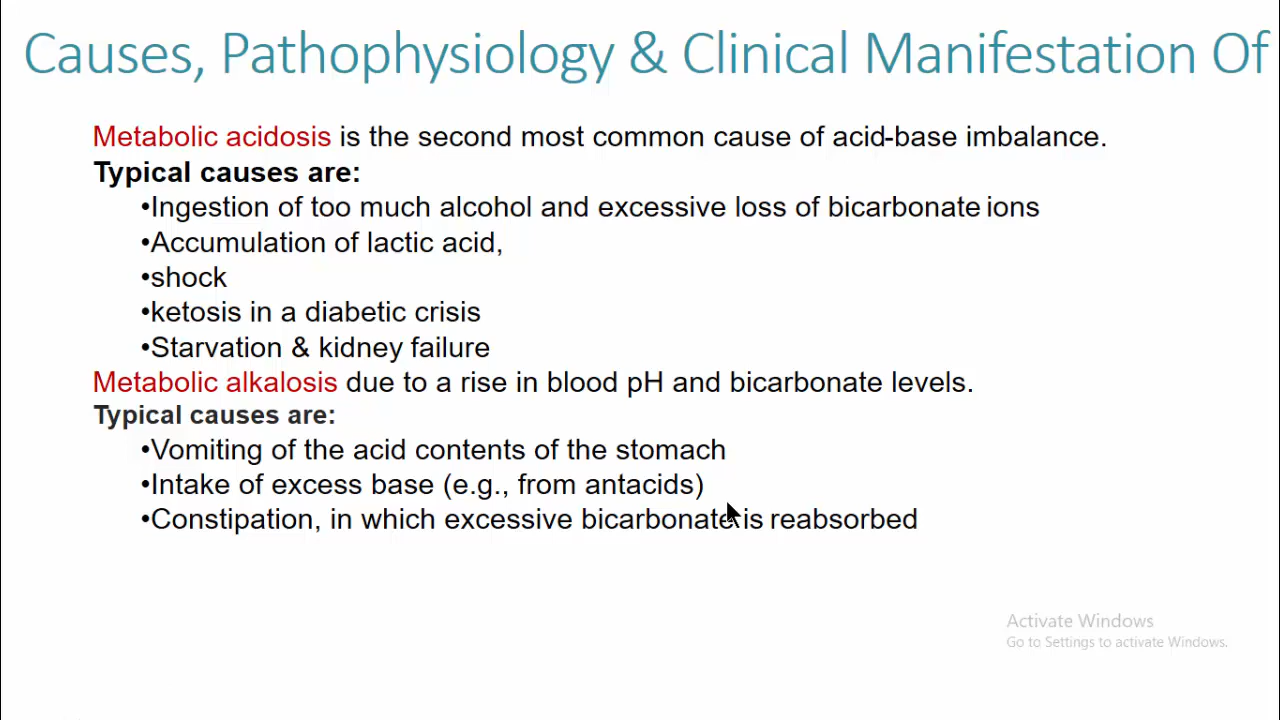 Causes, Pathophysiology & Clinical Manifestation Of
Metabolic acidosis is the second most common cause of acid-base imbalance.
Typical causes are:
•Ingestion of too much alcohol and excessive loss of bicarbonate ions
•Accumulation of lactic acid,
•shock
•ketosis in a diabetic crisis
•Starvation & kidney failure
Metabolic alkalosis due to a rise in blood pH and bicarbonate levels.
Typical causes are:
•Vomiting of the acid contents of the stomach
•Intake of excess base (e.g., from antacids)
•Constipation, in which excessive bicarbonate is reabsorbed
Activate Windows
Go to Settings to activate Windows.